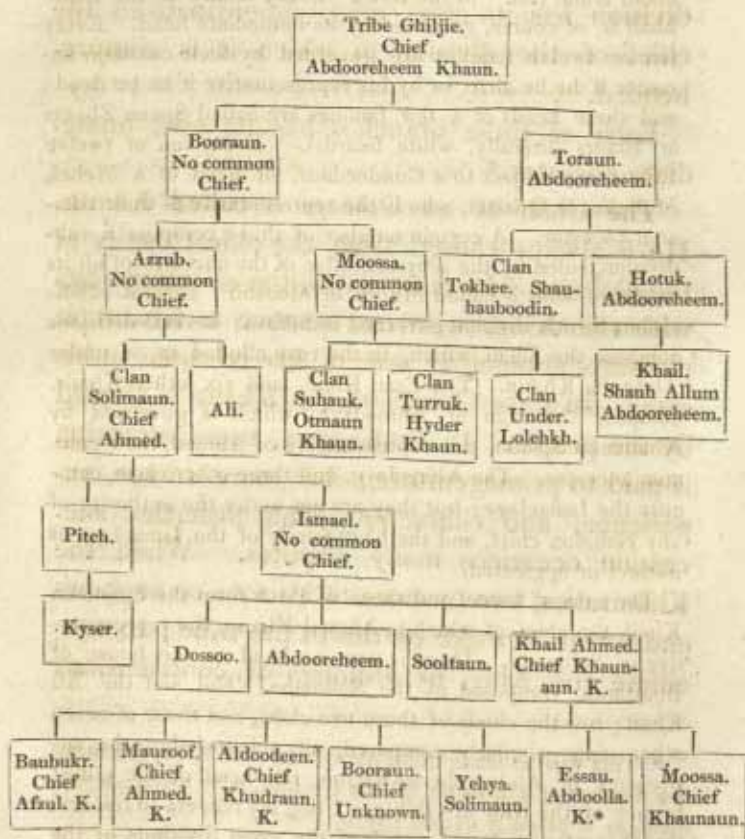 Tribe Ghiljie.
Chief
Abdooreheem Khaun.
Booraun.
No common
Chief.
Toraun.
Abdooreheem.
Azzub.
No common
Chief.
Moossa.
No common
Chief.
Clan
Tokhee. Shau-
hauboodin.
Hotuk.
Abdooreheem.
Clan
Solimaun.
Chief
Ahmed.
Ali.
Clan
Suhauk.
Otmaun
Khaun.
Clan
Turruk.
Hyder
Khaun.
Clan
Under.
Lolehkh.
Khail.
Shauh Allum
Abdooreheem.
Pitch.
Ismael.
No common
Chief.
Kyser.
Dossoo.
Abdooreheem.
Sooltaun.
Khail Ahmed.
Chief Khaun-
aun. K.
Baubukr.
Chief
Afzul. K.
Mauroof.
Chief
Ahmed.
K.
Aldoodeen.
Chief
Khudraun.
K.
Booraun.
Chief
Unknown.
Yehya.
Solimaun.
Essau.
Abdoolla.
K.*
Moossa.
Chief
Khaunaun.